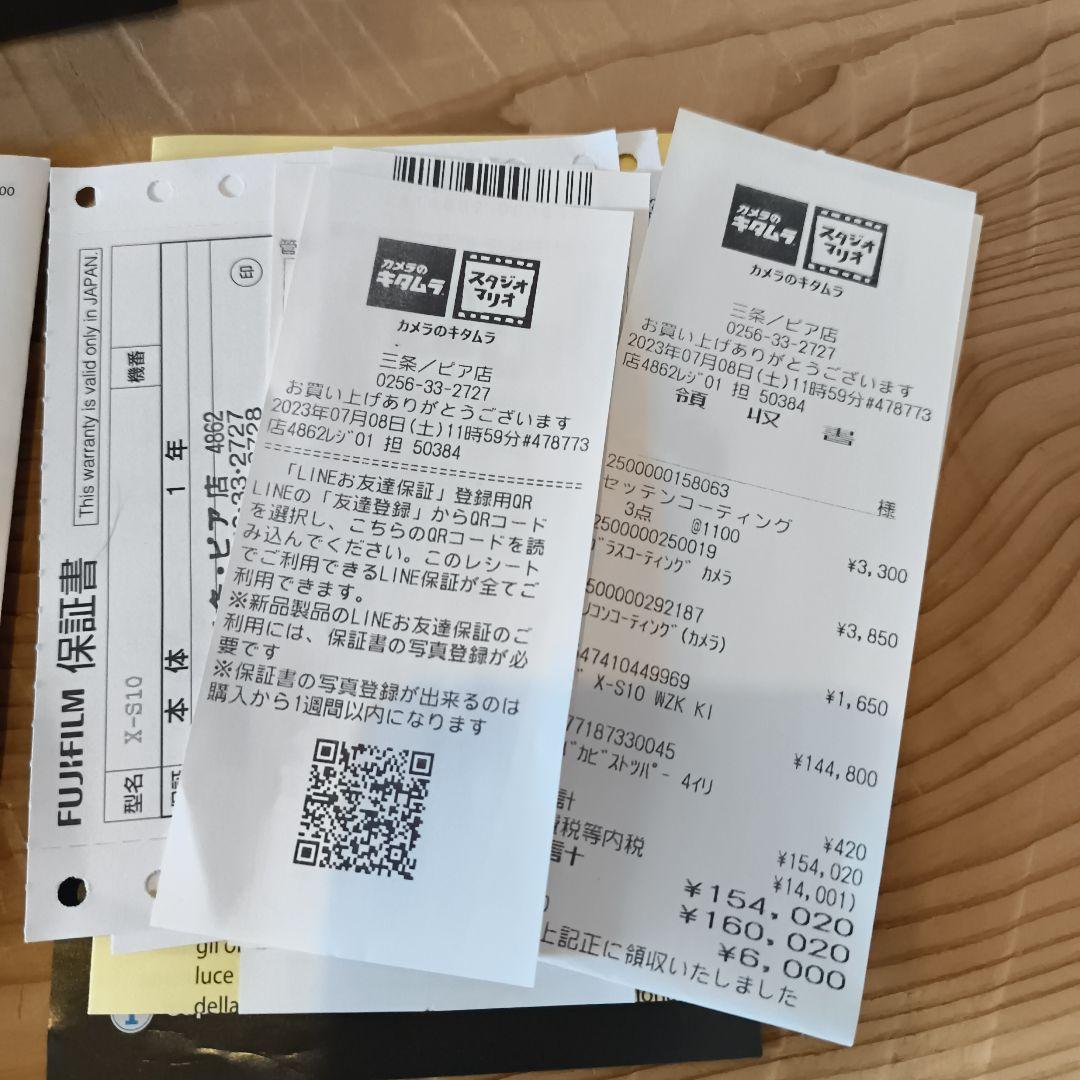 00
This warranty is valid only in JAPAN.
FUJIFILM 保証書
型名 X-S10
機番
本体 1年
印
管
ピア店 4862
33-2727
5728
カメラの
キタムラ
スタジオ
マリオ
カメラのキタムラ
三条/ピア店
0256-33-2727
お買い上げありがとうございます
2023年07月08日(土)11時59分#478773
店4862レジ01 担 50384
「LINEお友達保証」登録用QR
LINEの「友達登録」からQRコード
を選択し、こちらのQRコードを読
み込んでください。このレシート
でご利用できるLINE保証が全てご
利用できます。
※新品製品のLINEお友達保証のご
利用には、保証書の写真登録が必
要です
※保証書の写真登録が出来るのは
購入から1週間以内になります
カメラの
キタムラ
スタジオ
マリオ
カメラのキタムラ
三条/ピア店
0256-33-2727
お買い上げありがとうございます
2023年07月08日(土)11時59分#478773
店4862レジ01 担 50384
領 収 書
様
2500000158063
セッテンコーティング
3点 @1100 ¥3,300
2500000250019
ガラスコーティング カメラ ¥3,850
500000292187
リコンコーティング(カメラ) ¥1,650
547410449969
X-S10 WZK KI ¥144,800
77187330045
カビストッパー 4イリ ¥420
計 ¥154,020
税等内税 ¥14,001)
¥154,020
¥160,020
¥6,000
上記正に領収いたしました
luce
della